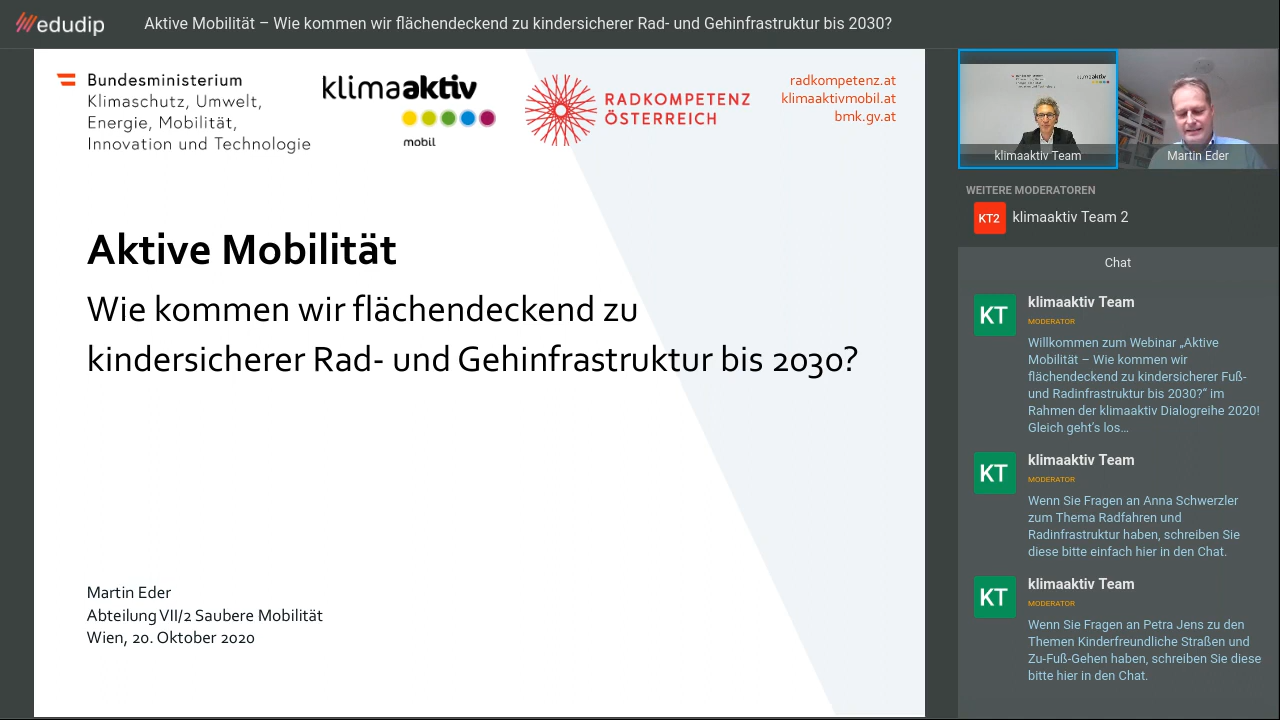 edudip
Aktive Mobilität – Wie kommen wir flächendeckend zu kindersicherer Rad- und Gehinfrastruktur bis 2030?
Bundesministerium
Klimaschutz, Umwelt,
Energie, Mobilität,
Innovation und Technologie
klimaaktiv
mobil
RADKOMPETENZ
ÖSTERREICH
radkompetenz.at
klimaaktivmobil.at
bmk.gv.at
Aktive Mobilität
Wie kommen wir flächendeckend zu
kindersicherer Rad- und Gehinfrastruktur bis 2030?
Martin Eder
Abteilung VII/2 Saubere Mobilität
Wien, 20. Oktober 2020
klimaaktiv
klimaaktiv Team
Martin Eder
WEITERE MODERATOREN
KT2
klimaaktiv Team 2
Chat
KT
klimaaktiv Team
MODERATOR
Willkommen zum Webinar „Aktive
Mobilität – Wie kommen wir
flächendeckend zu kindersicherer Fuß-
und Radinfrastruktur bis 2030?“ im
Rahmen der klimaaktiv Dialogreihe 2020!
Gleich geht’s los…
KT
klimaaktiv Team
MODERATOR
Wenn Sie Fragen an Anna Schwerzler
zum Thema Radfahren und
Radinfrastruktur haben, schreiben Sie
diese bitte einfach hier in den Chat.
KT
klimaaktiv Team
MODERATOR
Wenn Sie Fragen an Petra Jens zu den
Themen Kinderfreundliche Straßen und
Zu-Fuß-Gehen haben, schreiben Sie diese
bitte hier in den Chat.